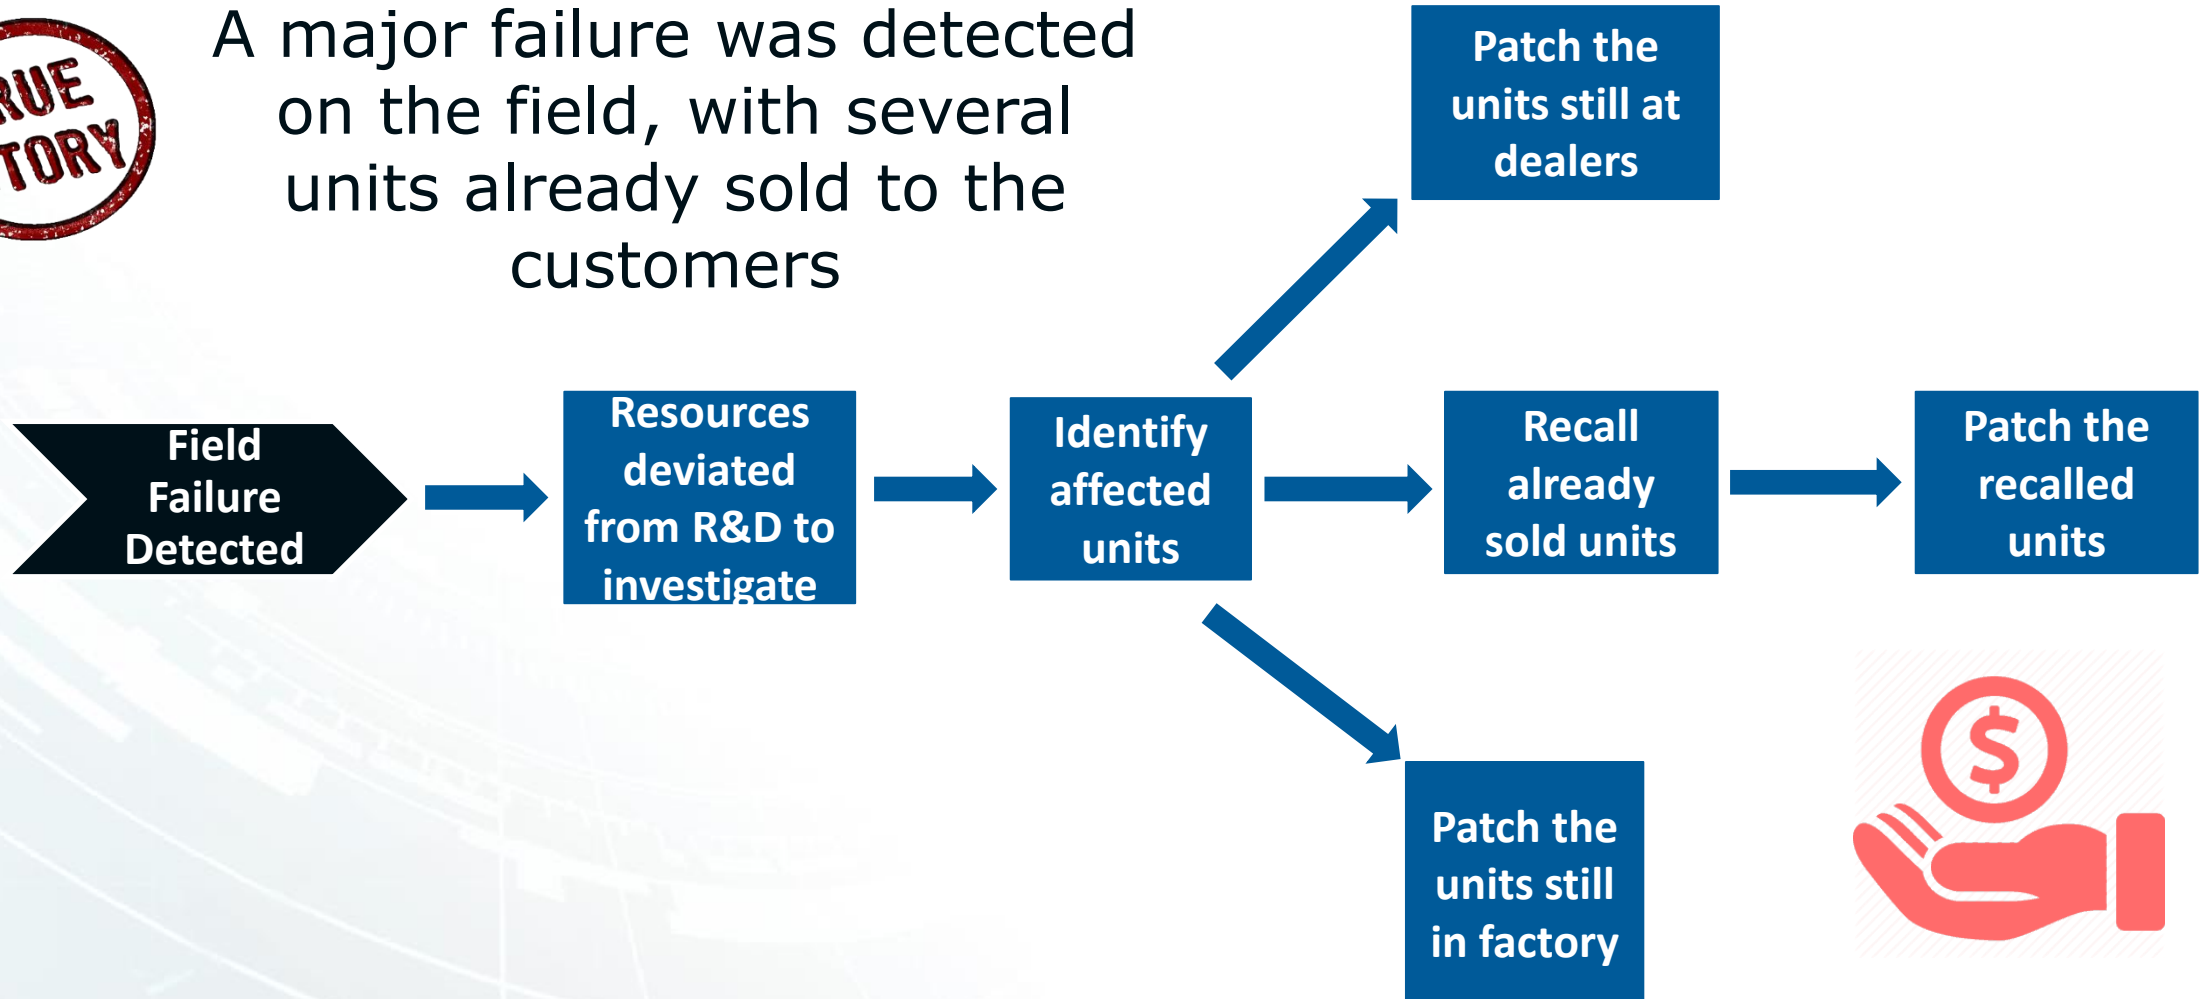 RUE
TORY
A major failure was detected
on the field, with several
units already sold to the
customers
Patch the
units still at
dealers
Field
Failure
Detected
Resources
deviated
from R&D to
investigate
Identify
affected
units
Recall
already
sold units
Patch the
recalled
units
Patch the
units still
in factory
$